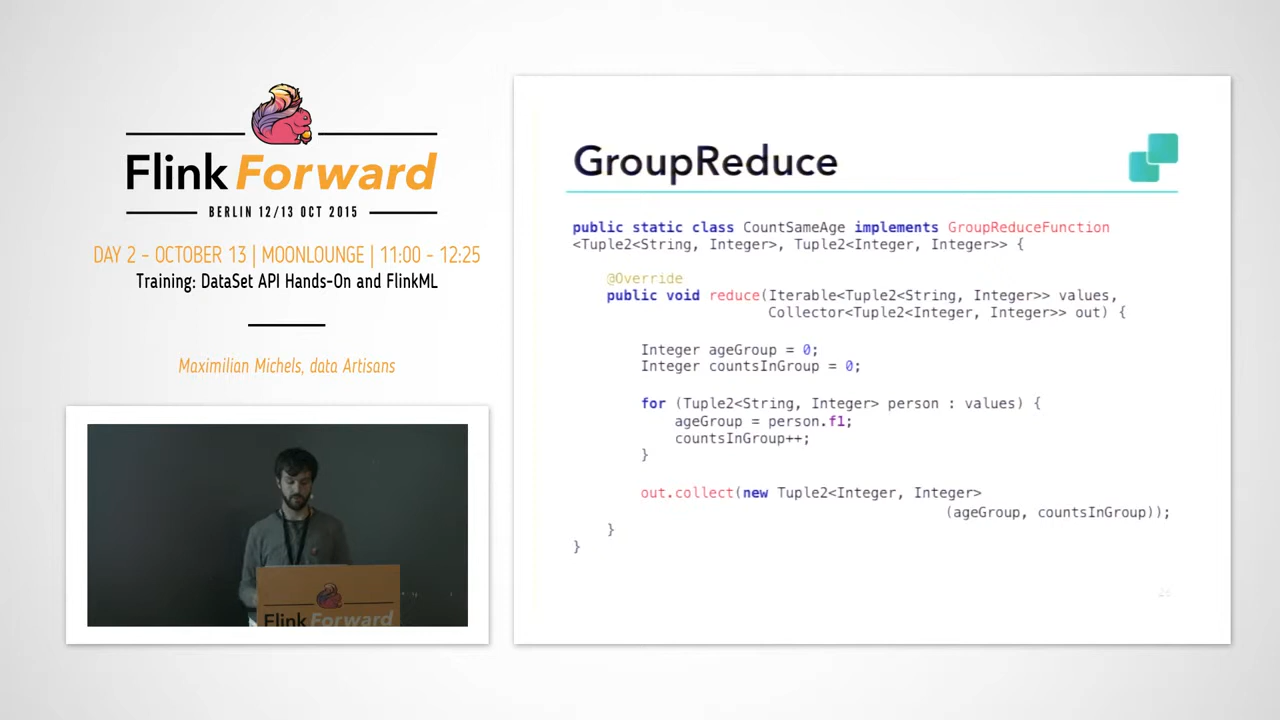 Flink Forward
BERLIN 12/13 OCT 2015
DAY 2 - OCTOBER 13 | MOONLOUNGE | 11:00 - 12:25
Training: DataSet API Hands-On and FlinkML
Maximilian Michels, data Artisans
Flink Forward
GroupReduce
public static class CountSameAge implements GroupReduceFunction
<Tuple2<String, Integer>, Tuple2<Integer, Integer>> {
@Override
public void reduce(Iterable<Tuple2<String, Integer>> values,
Collector<Tuple2<Integer, Integer>> out) {
Integer ageGroup = 0;
Integer countsInGroup = 0;
for (Tuple2<String, Integer> person : values) {
ageGroup = person.f1;
countsInGroup++;
}
out.collect(new Tuple2<Integer, Integer>
(ageGroup, countsInGroup));
}
}